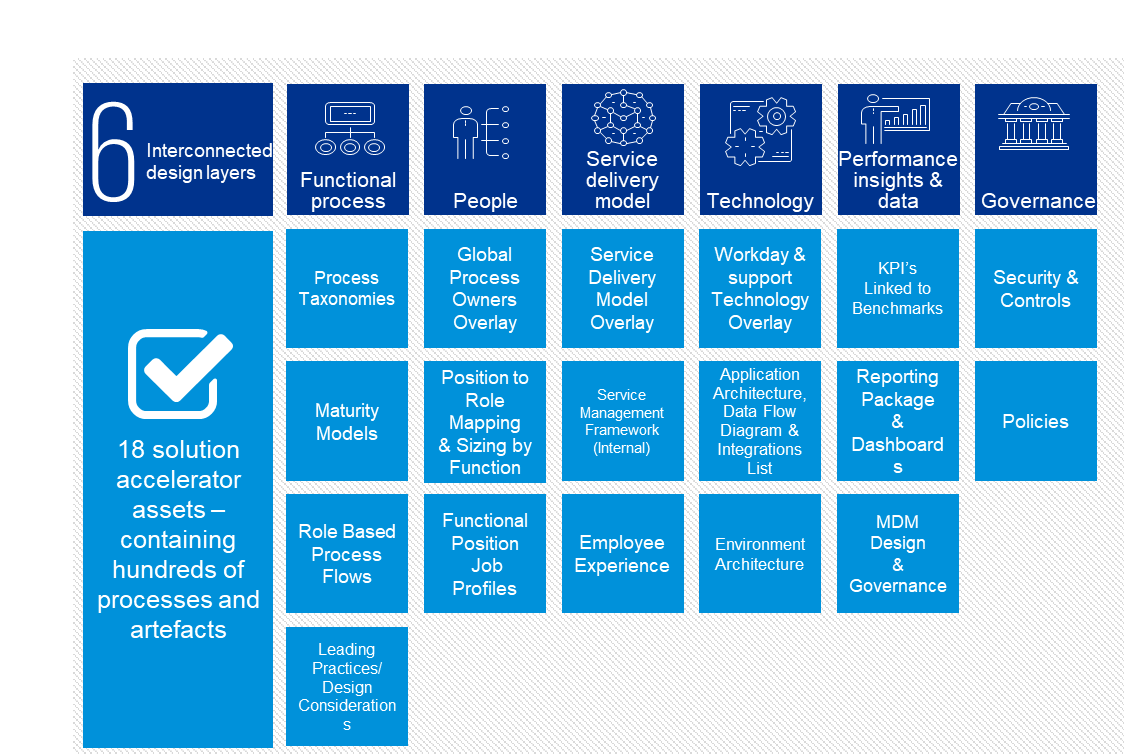 6
Interconnected
design layers
Functional
process
People
Service
delivery
model
Technology
Performance
insights &
data
Governance
18 solution
accelerator
assets –
containing
hundreds of
processes and
artefacts
Process
Taxonomies
Global
Process
Owners
Overlay
Service
Delivery
Model
Overlay
Workday &
support
Technology
Overlay
KPI’s
Linked to
Benchmarks
Security &
Controls
Maturity
Models
Position to
Role
Mapping
& Sizing by
Function
Service
Management
Framework
(Internal)
Application
Architecture,
Data Flow
Diagram &
Integrations
List
Reporting
Package
&
Dashboard
s
Policies
Role Based
Process
Flows
Functional
Position
Job
Profiles
Employee
Experience
Environment
Architecture
MDM
Design
&
Governance
Leading
Practices/
Design
Consideration
s